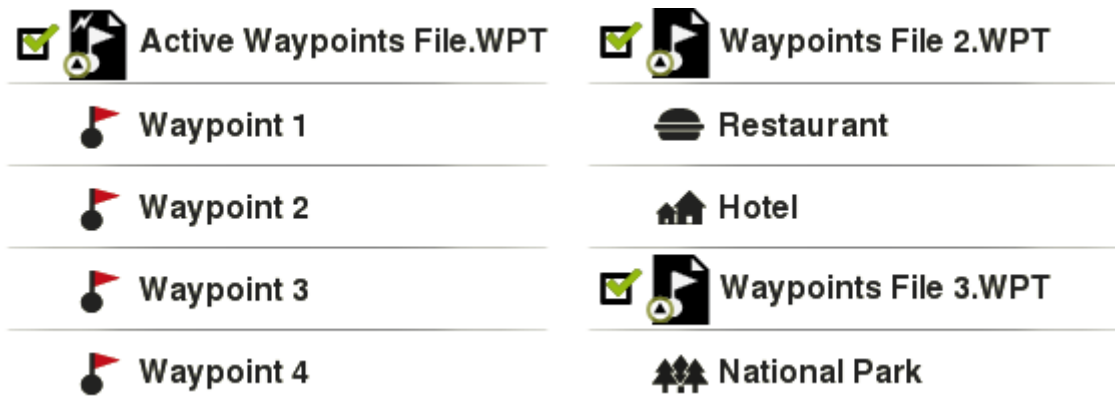 Active Waypoints File.WPT
Waypoint 1
Waypoint 2
Waypoint 3
Waypoint 4
Waypoints File 2.WPT
Restaurant
Hotel
Waypoints File 3.WPT
National Park